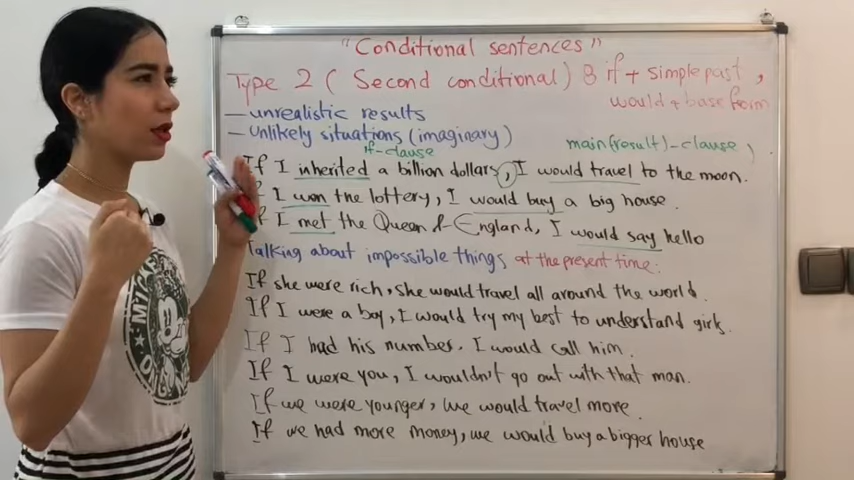 "Conditional sentences"
Type 2 ( Second conditional) : if + simple past,
would + base form
– unrealistic results
– Unlikely situations (imaginary)
if-clause
main(result)-clause
If I inherited a billion dollars, I would travel to the moon.
If I won the lottery, I would buy a big house.
If I met the Queen of England, I would say hello
Talking about impossible things at the present time:
If she were rich, she would travel all around the world.
If I were a boy, I would try my best to understand girls.
If I had his number, I would call him.
If I were you, I wouldn't go out with that man.
If we were younger, we would travel more.
If we had more money, we would buy a bigger house
MICKEY